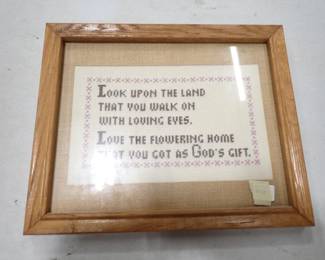 Look upon the land
that you walk on
with loving eyes.
Love the flowering home
that you got as God's gift.